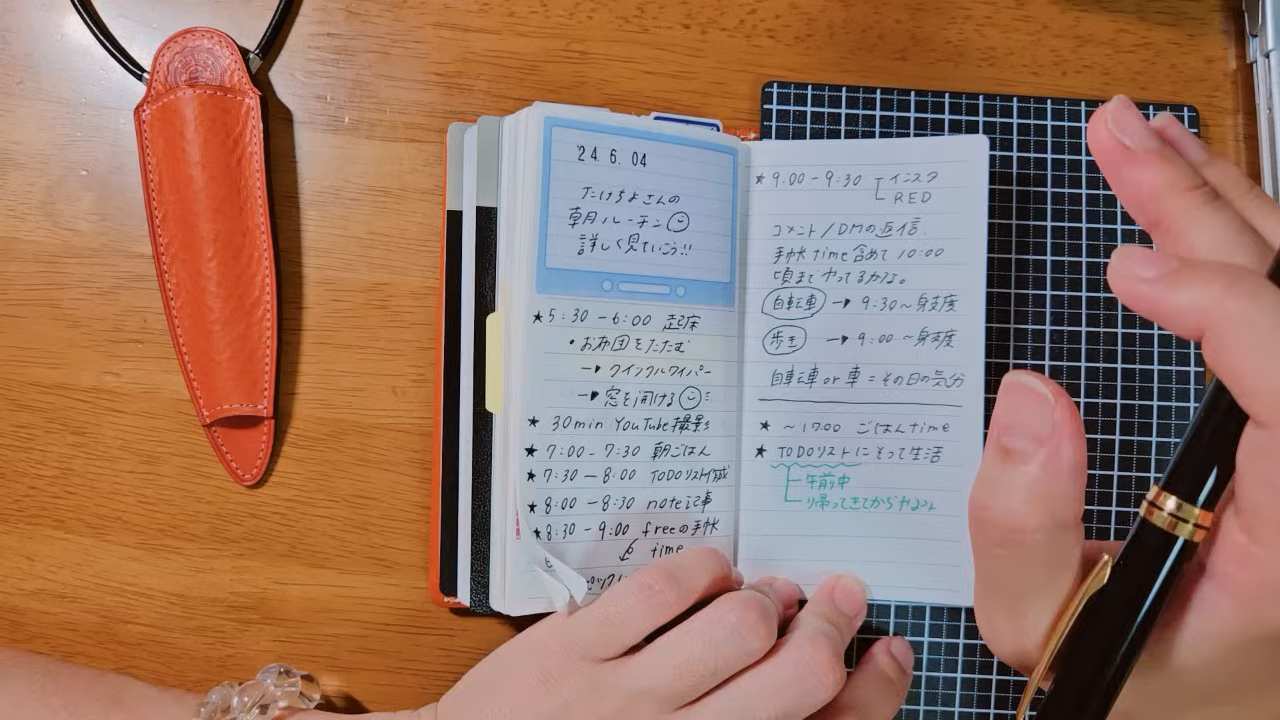 '24. 6. 04
たけちよさんの
朝ルーチン
詳しく見ていこう!!
★5:30 - 6:00 起床
・お布団をたたむ
→ クイックルワイパー
→ 窓を開ける
★ 30min YouTube撮影
★ 7:00 - 7:30 朝ごはん
★ 7:30 - 8:00 TODOリスト作成
★ 8:00 - 8:30 note記事
★ 8:30 - 9:00 freeの手帳
time
★ 9:00 - 9:30 インスタ
RED
コメント/DMの返信.
手帳 time 含めて 10:00
頃までやってるかな。
自転車 → 9:30〜身支度
歩き → 9:00〜身支度
自転車 or 車 = その日の気分
★ 〜17:00 ごはんtime
★ TODOリストにそって生活
午前中
帰ってきてから